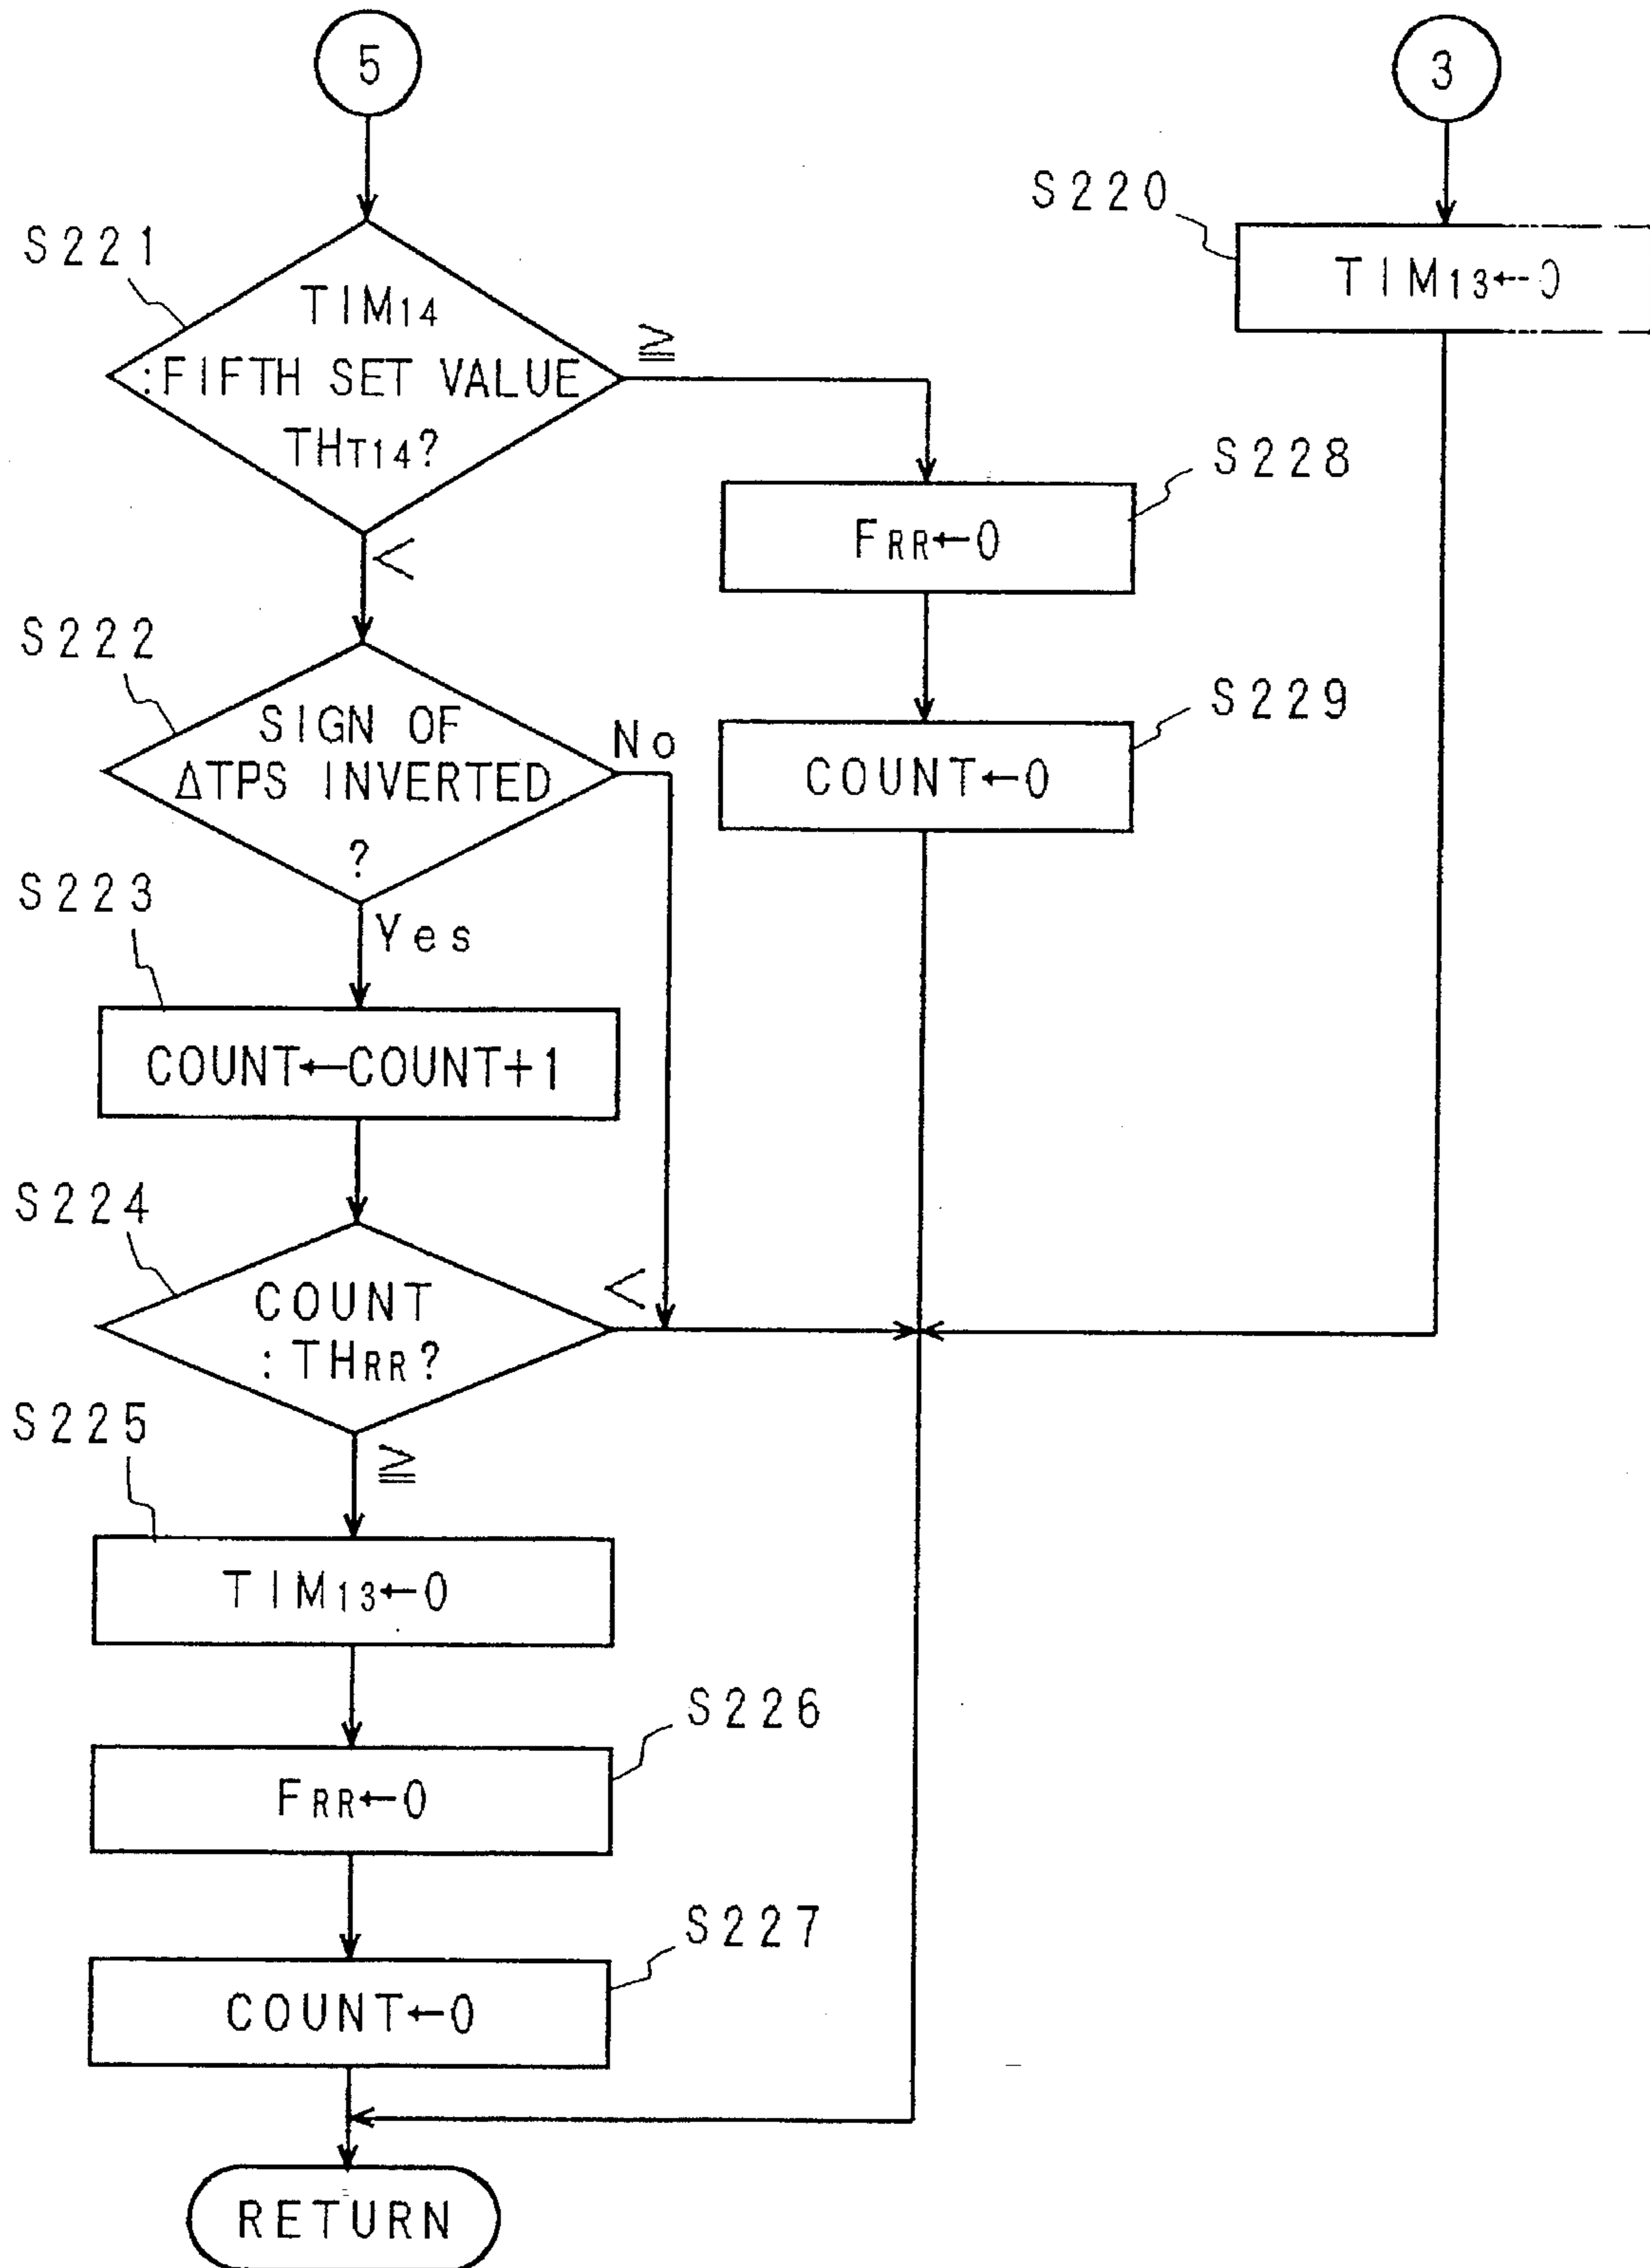 5
S221
TIM14
:FIFTH SET VALUE
THT14?
≧
<
S222
SIGN OF
ΔTPS INVERTED
?
No
Yes
S223
COUNT←COUNT+1
S224
COUNT
:THRR?
<
≧
S225
TIM13←0
S226
FRR←0
S227
COUNT←0
RETURN
S228
FRR←0
S229
COUNT←0
3
S220
TIM13←0